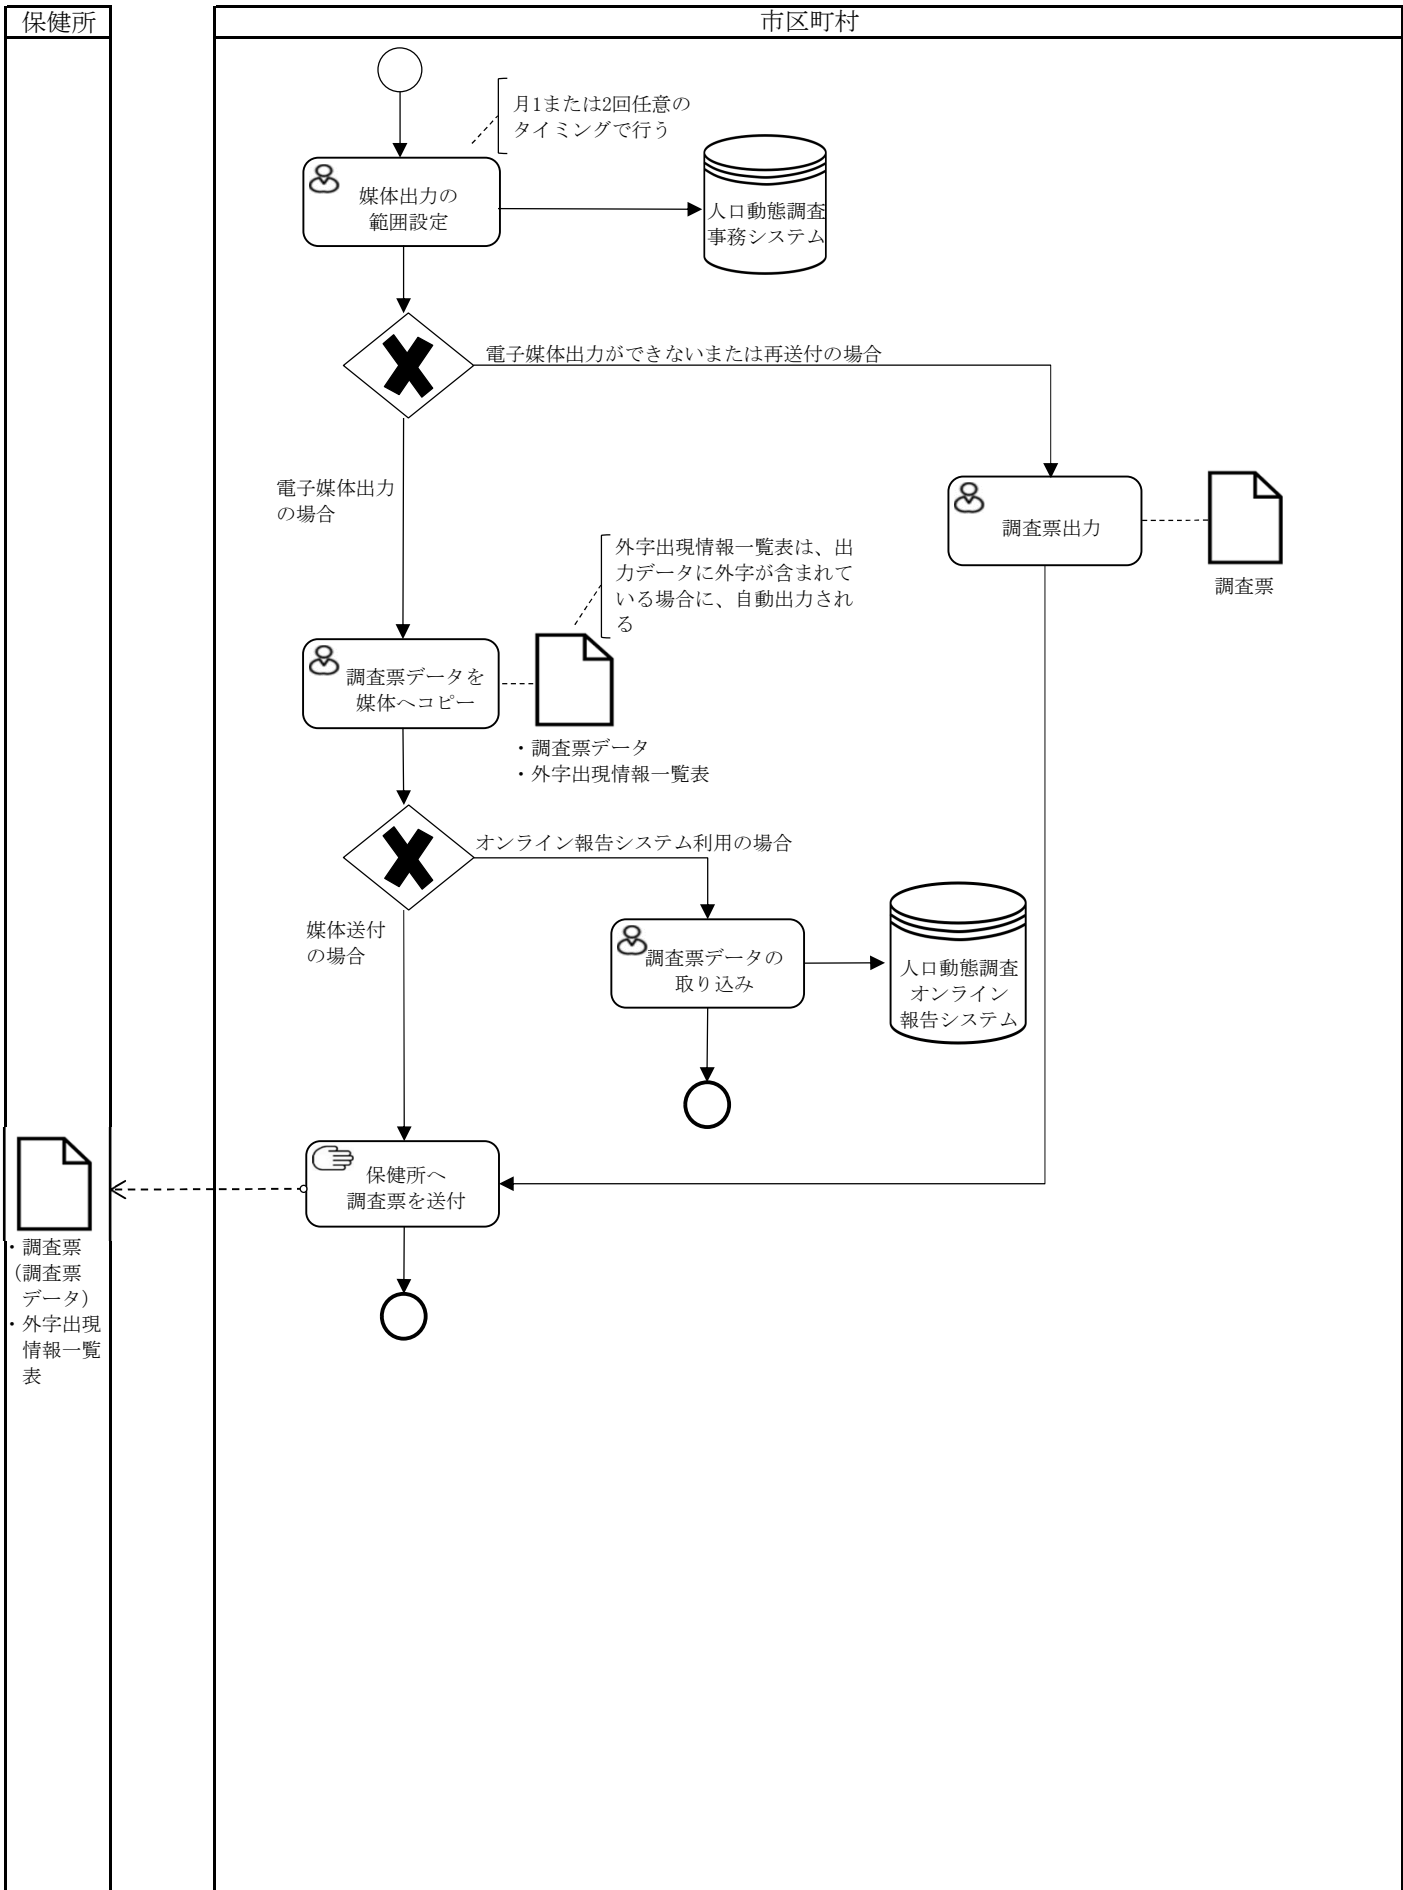 保健所
市区町村
月1または2回任意の
タイミングで行う
媒体出力の
範囲設定
人口動態調査
事務システム
電子媒体出力ができないまたは再送付の場合
電子媒体出力
の場合
調査票出力
調査票
外字出現情報一覧表は、出
力データに外字が含まれて
いる場合に、自動出力され
る
調査票データを
媒体へコピー
・調査票データ
・外字出現情報一覧表
オンライン報告システム利用の場合
媒体送付
の場合
調査票データの
取り込み
人口動態調査
オンライン
報告システム
保健所へ
調査票を送付
・調査票
（調査票
データ）
・外字出現
情報一覧
表